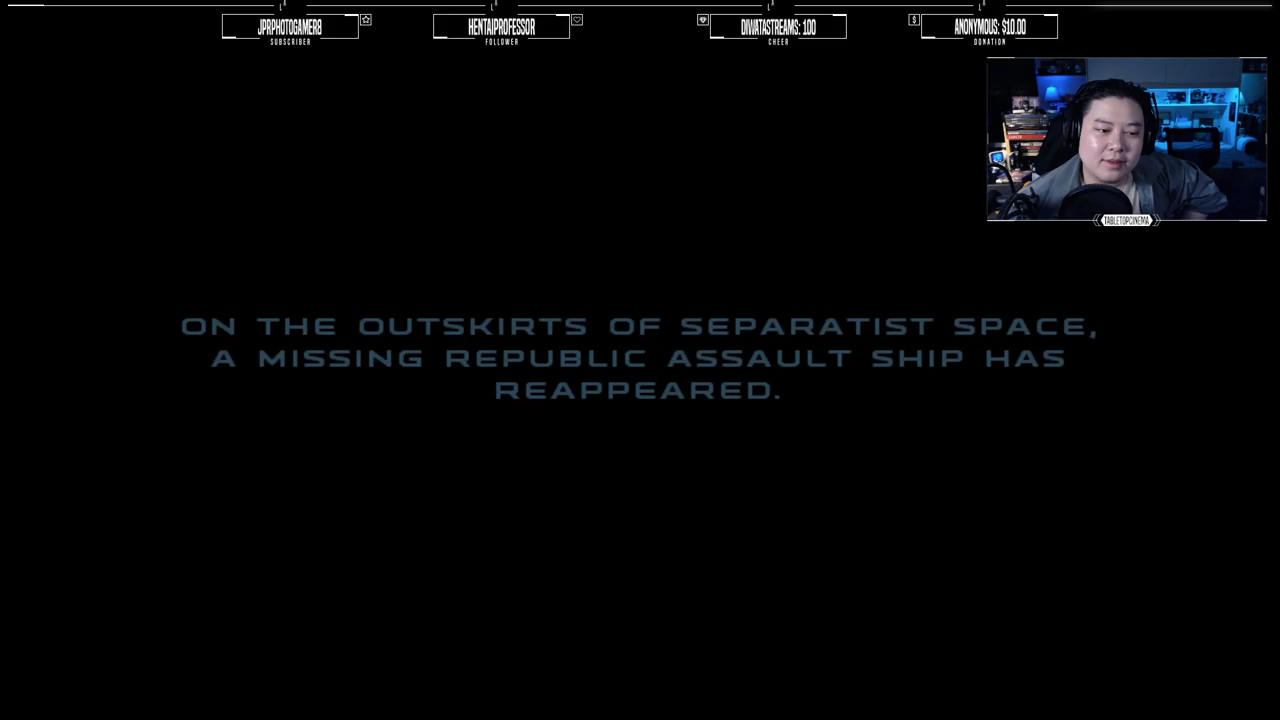 JPRPHOTOGAMER8
SUBSCRIBER
HENTAIPROFESSOR
FOLLOWER
DIWATASTREAMS: 100
CHEER
$
ANONYMOUS: $10.00
DONATION
TABLETOPCINEMA
ON THE OUTSKIRTS OF SEPARATIST SPACE,
A MISSING REPUBLIC ASSAULT SHIP HAS
REAPPEARED.